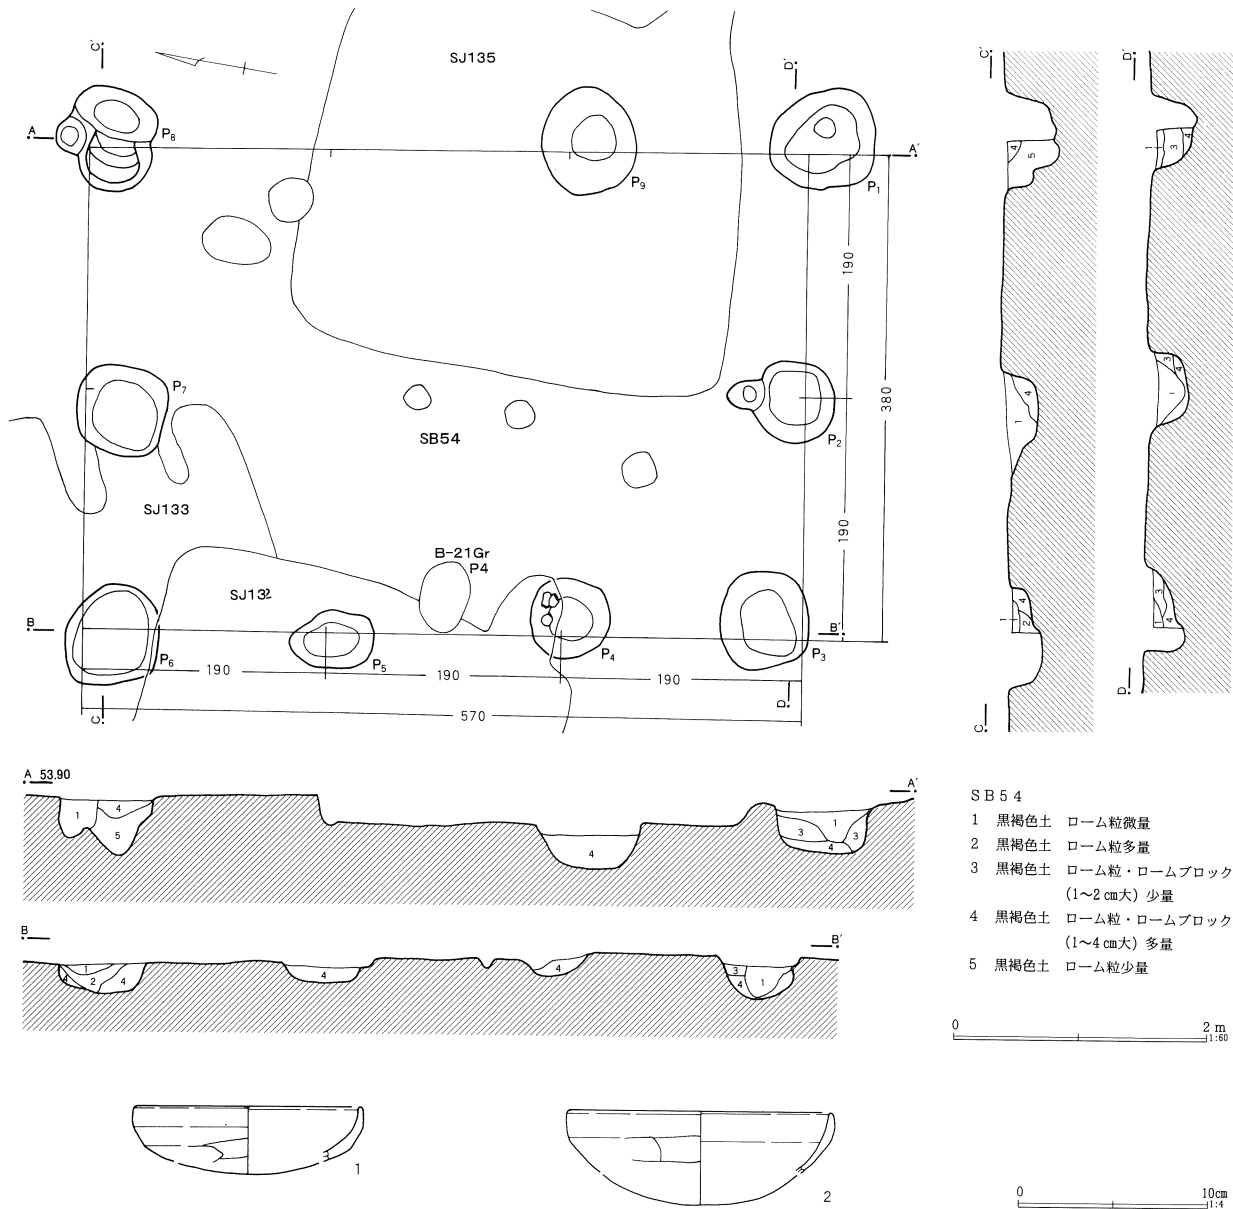 SJ135
C'
D'
A
P8
A'
P9
P1
190
P7
380
SB54
P2
SJ133
190
B-21Gr
P4
SJ132
B
B'
P6
P5
P4
P3
190
190
190
C
570
D
C'
D'
4
5
1
3
4
4
1
3
4
1
4
2
1
3
1
4
C
D
A 53.90
A'
1
4
5
4
1
3
3
4
B
B'
1
4
2
4
4
4
3
4
1
SB54
1 黒褐色土 ローム粒微量
2 黒褐色土 ローム粒多量
3 黒褐色土 ローム粒・ロームブロック
(1〜2cm大) 少量
4 黒褐色土 ローム粒・ロームブロック
(1〜4cm大) 多量
5 黒褐色土 ローム粒少量
0 2m
1:60
1
2
0 10cm
1:4